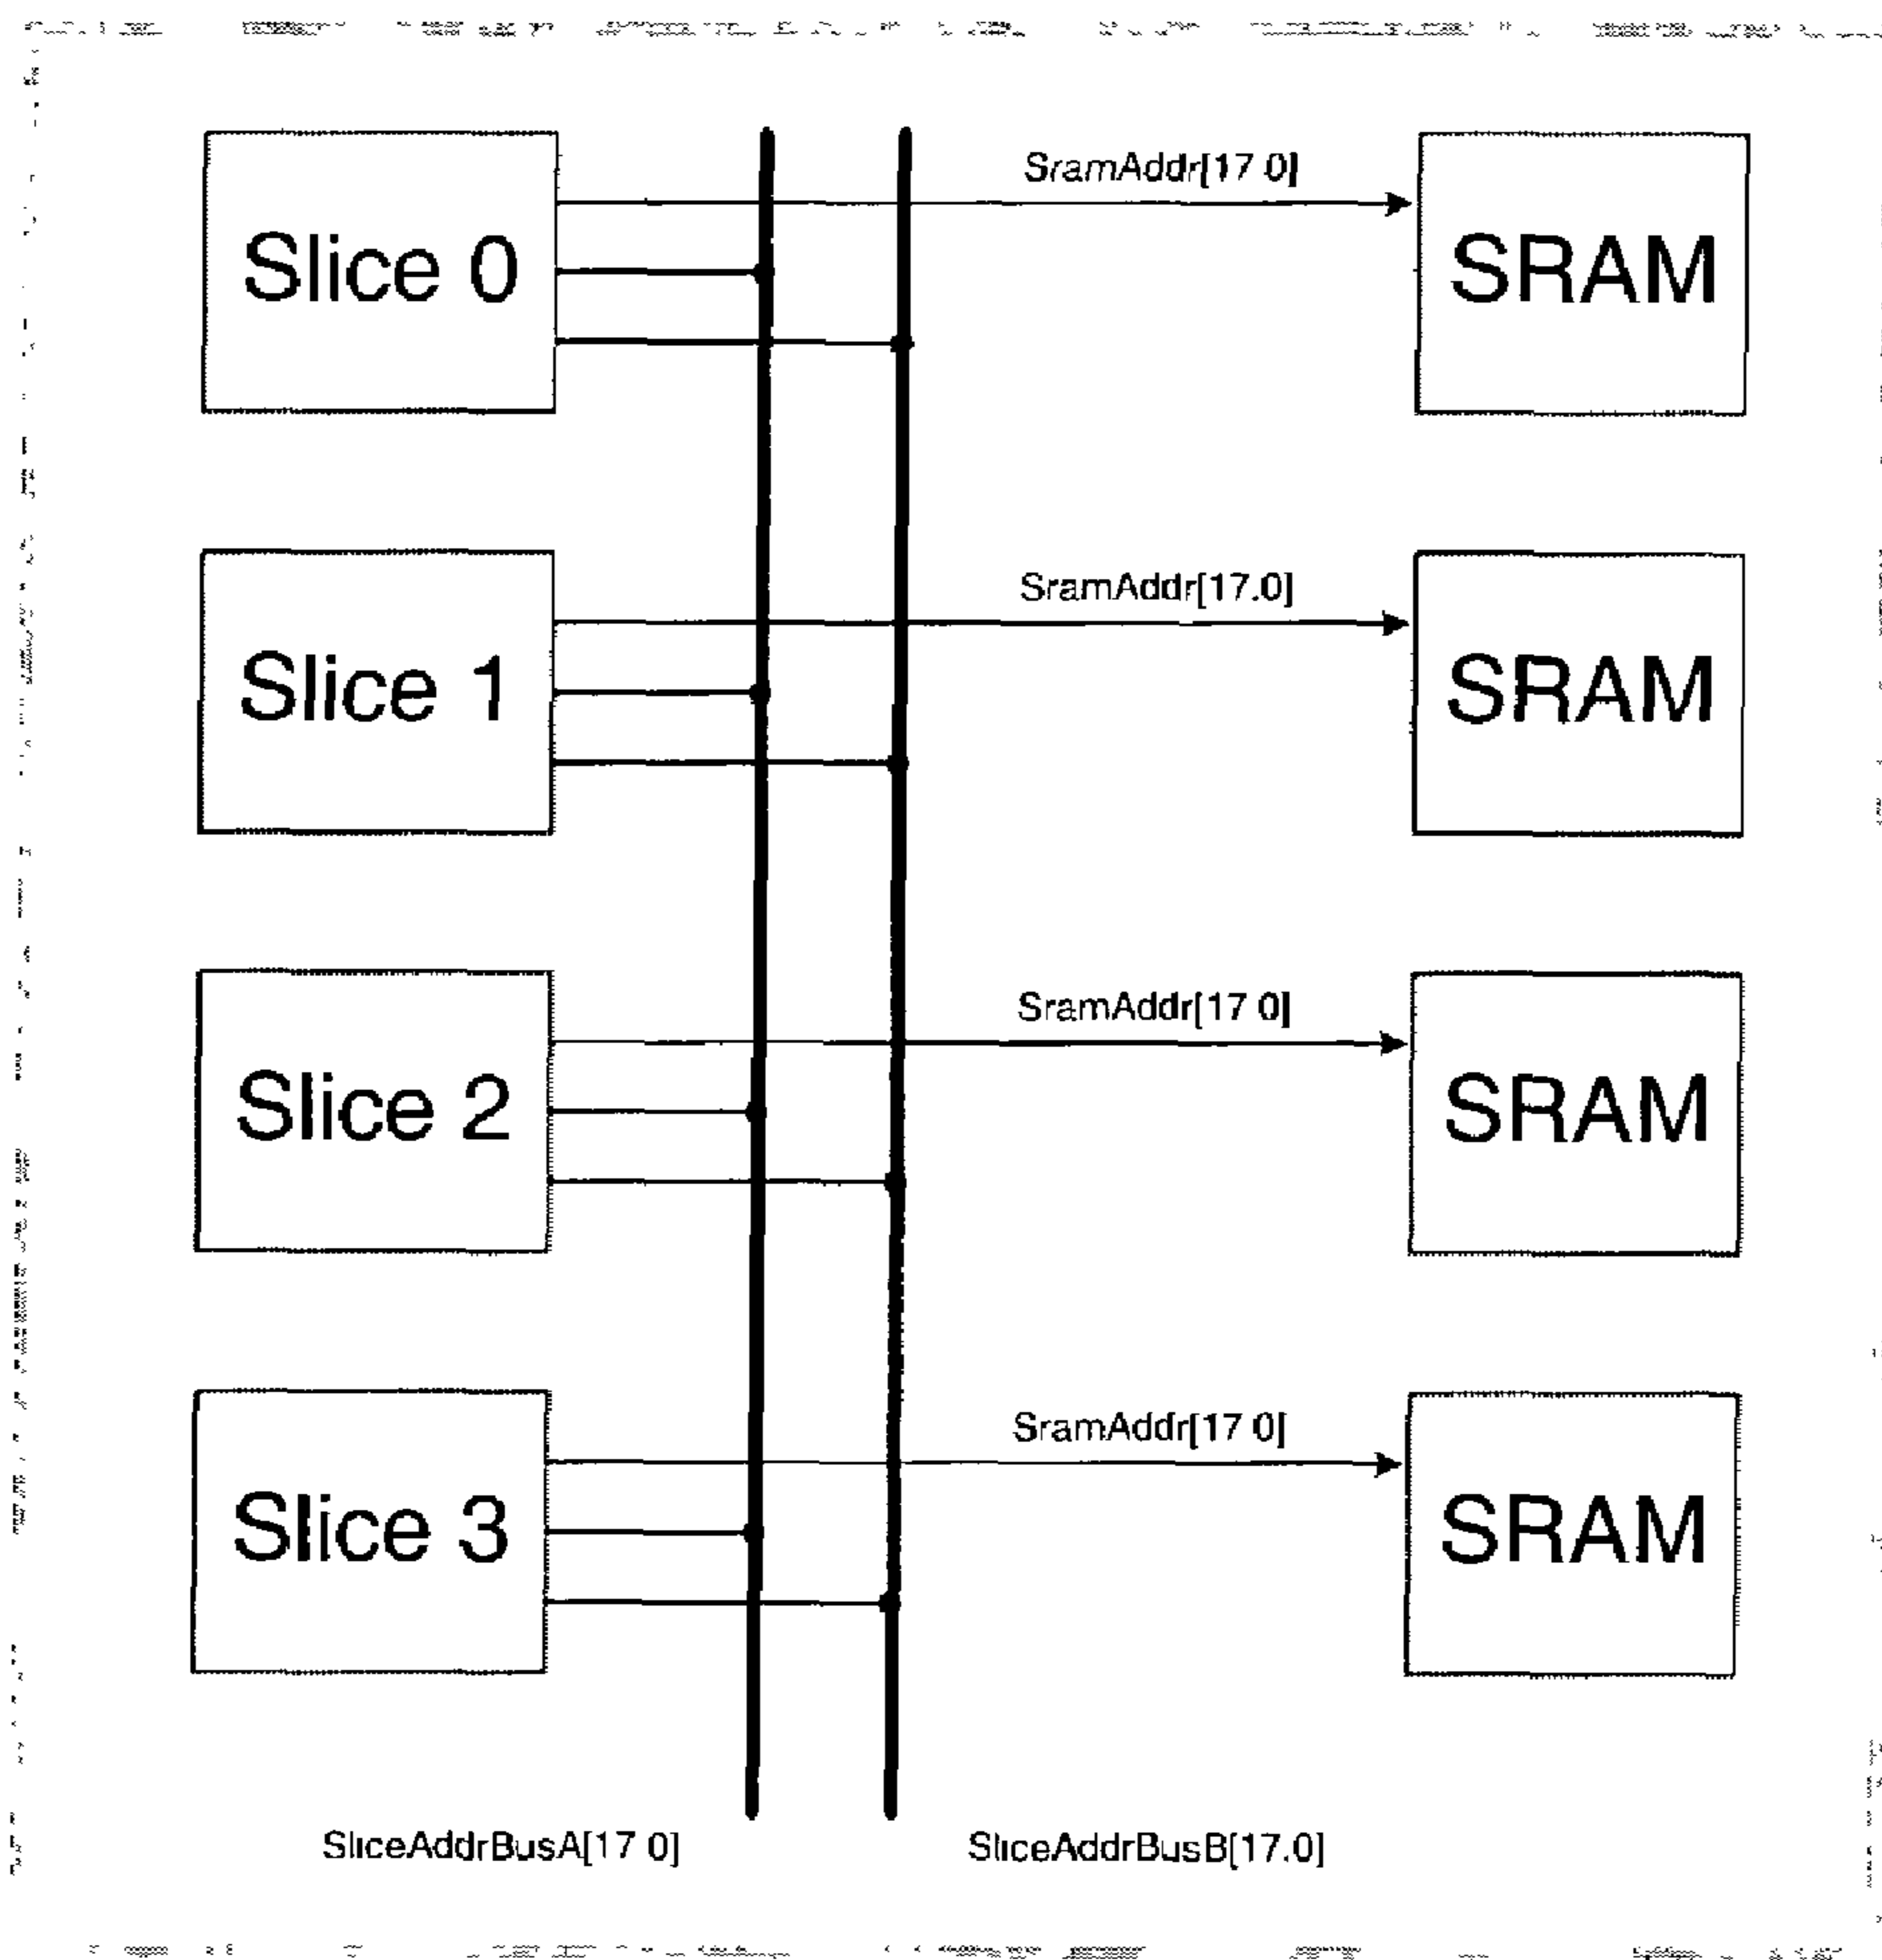 SramAddr[17 0]
Slice 0
SRAM
SramAddr[17.0]
Slice 1
SRAM
SramAddr[17 0]
Slice 2
SRAM
SramAddr[17 0]
Slice 3
SRAM
SliceAddrBusA[17 0]
SliceAddrBusB[17.0]